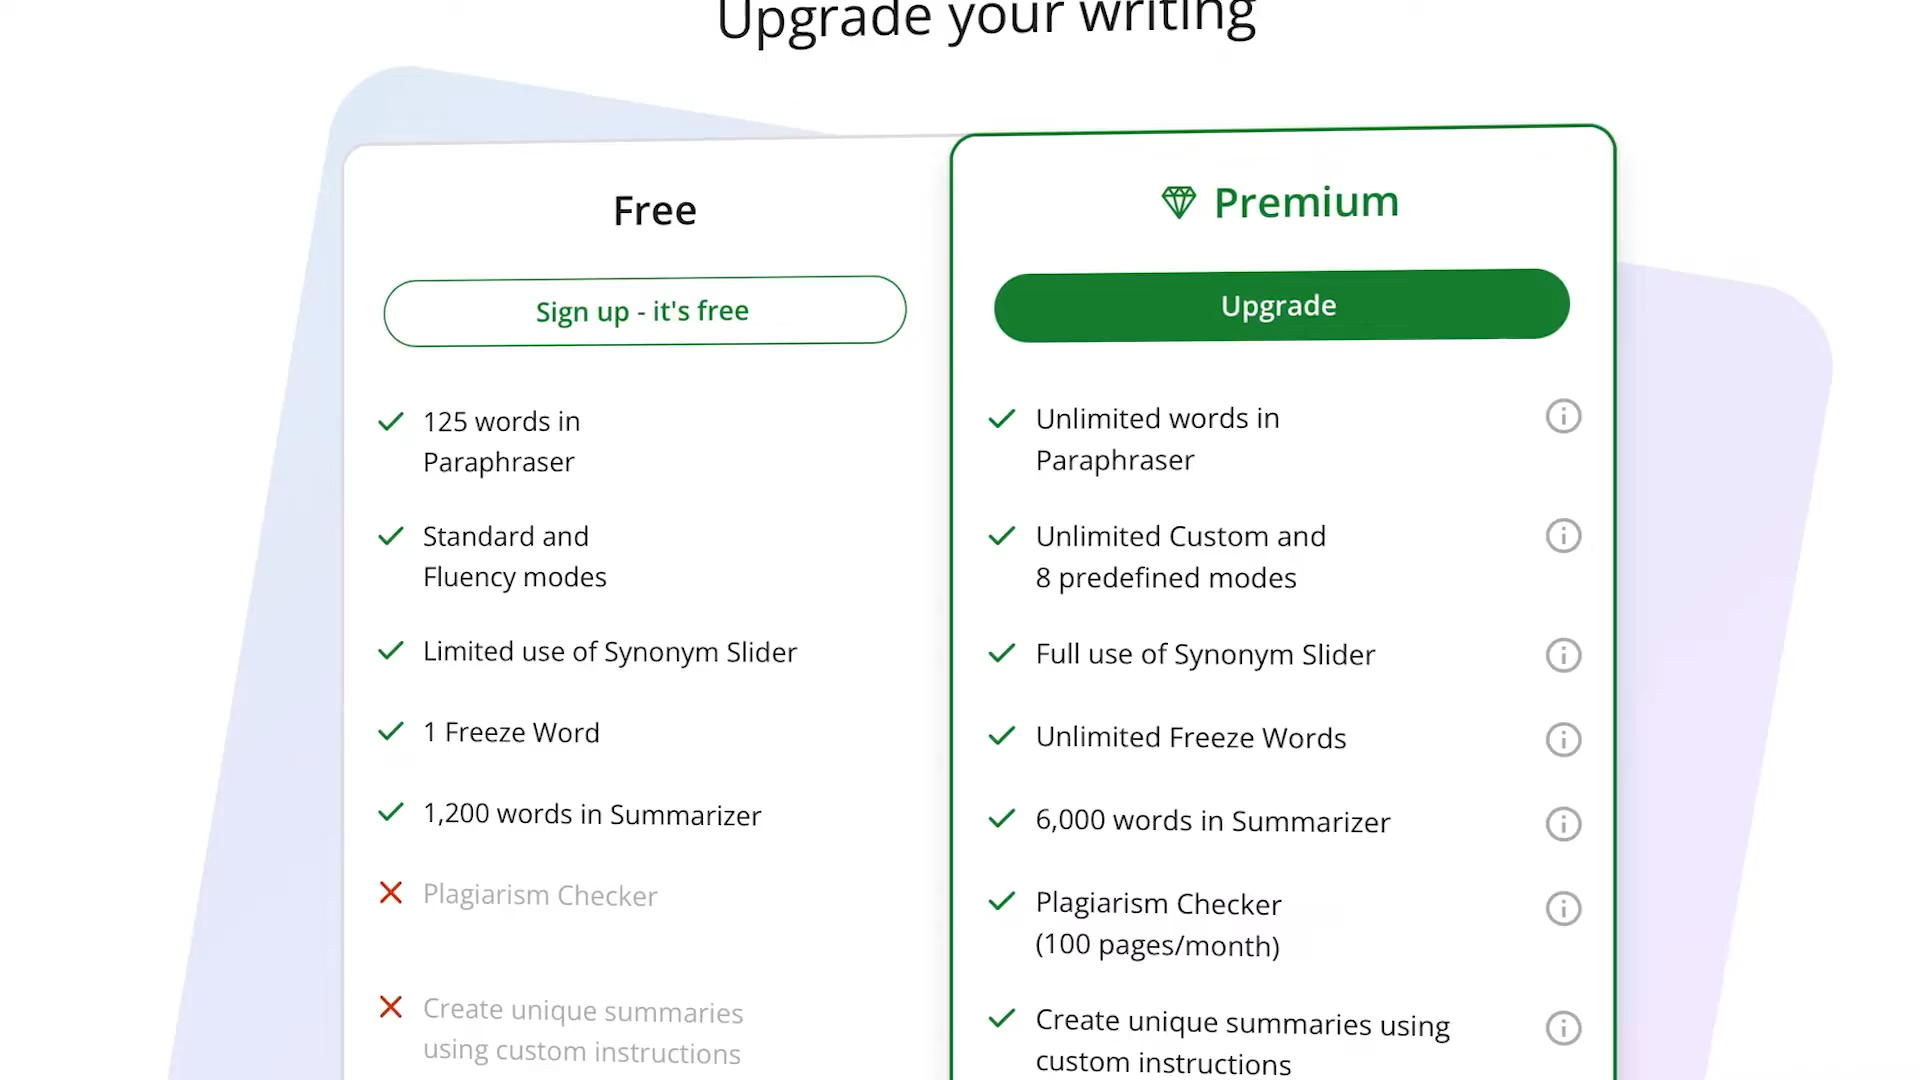 Upgrade your writing
Free
Sign up - it's free
125 words in
Paraphraser
Standard and
Fluency modes
Limited use of Synonym Slider
1 Freeze Word
1,200 words in Summarizer
Plagiarism Checker
Create unique summaries
using custom instructions
Premium
Upgrade
Unlimited words in
Paraphraser
Unlimited Custom and
8 predefined modes
Full use of Synonym Slider
Unlimited Freeze Words
6,000 words in Summarizer
Plagiarism Checker
(100 pages/month)
Create unique summaries using
custom instructions